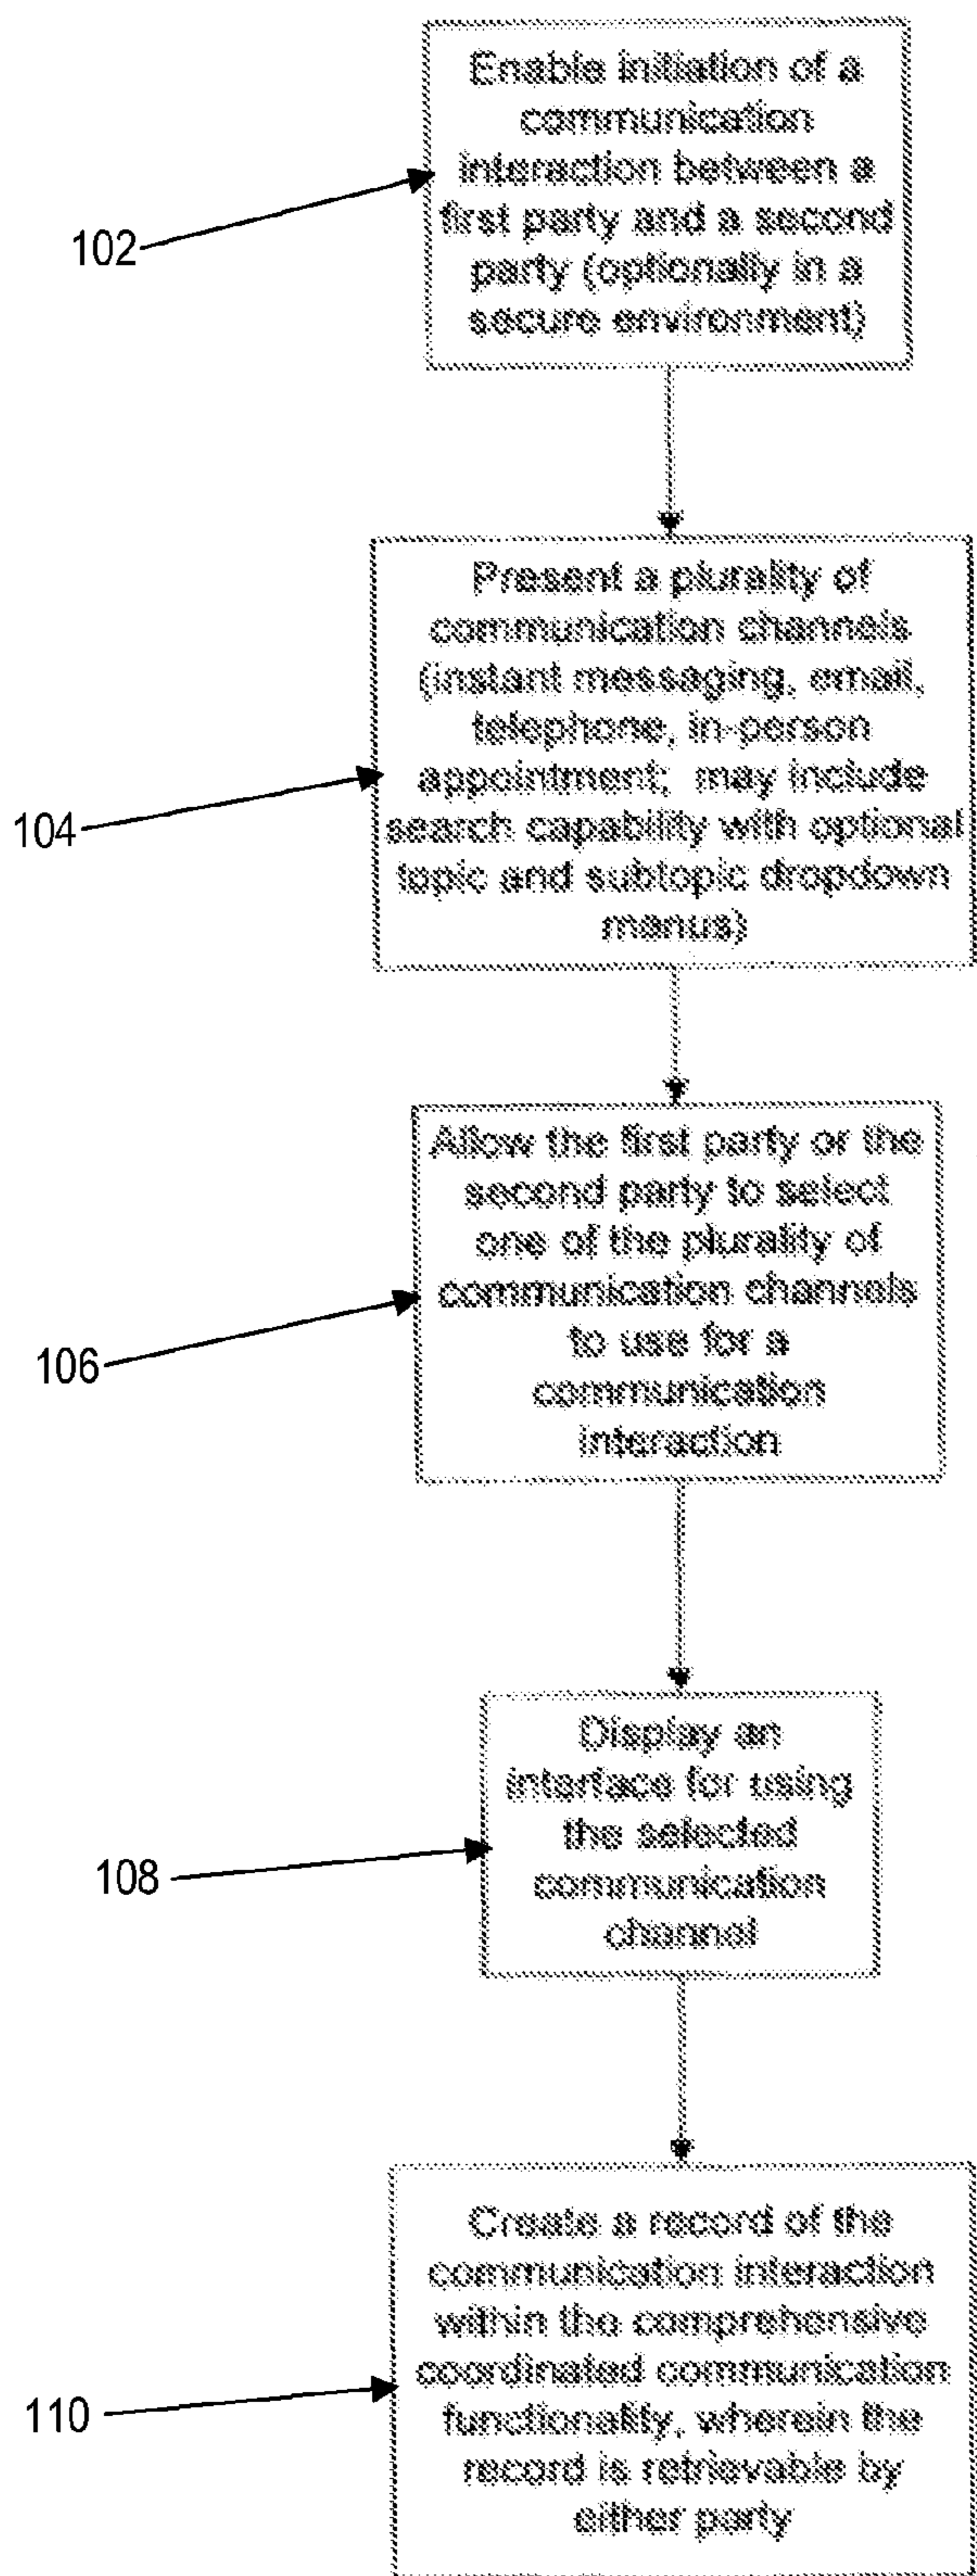 Enable initiation of a
communication
interaction between a
first party and a second
party (optionally in a
secure environment)
102
Present a plurality of
communication channels
(instant messaging, email,
telephone, in-person
appointment; may include
search capability with optional
topic and subtopic dropdown
menus)
104
Allow the first party or the
second party to select
one of the plurality of
communication channels
to use for a
communication
interaction
106
Display an
interface for using
the selected
communication
channel
108
Create a record of the
communication interaction
within the comprehensive
coordinated communication
functionality, wherein the
record is retrievable by
either party
110